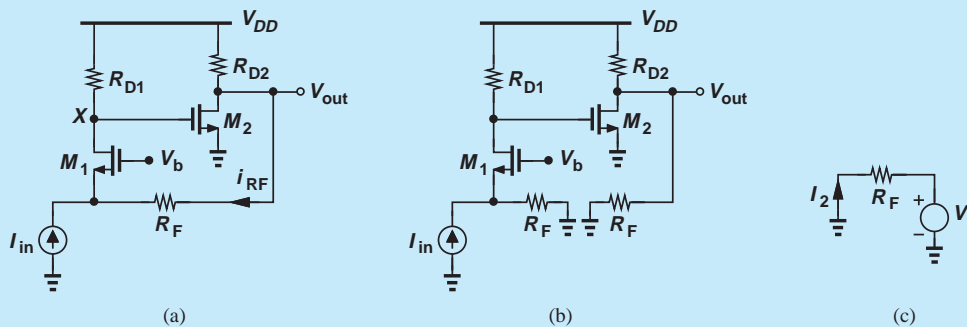 V_DD
R_D1
R_D2
V_out
X
M_2
M_1
V_b
i_RF
R_F
I_in
(a)
V_DD
R_D1
R_D2
V_out
M_2
M_1
V_b
R_F
R_F
I_in
(b)
I_2
R_F
+
V
−
(c)